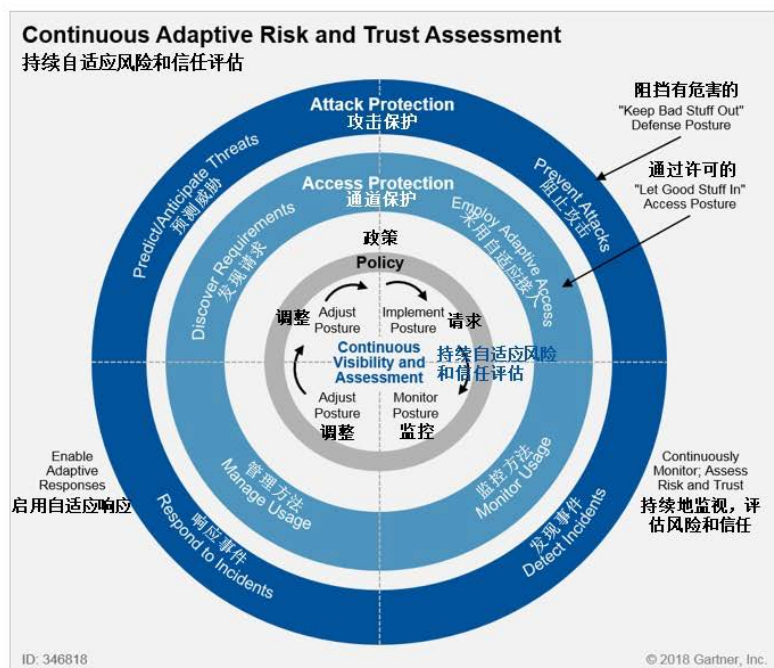 Continuous Adaptive Risk and Trust Assessment
持续自适应风险和信任评估
Attack Protection
攻击保护
阻挡有危害的
"Keep Bad Stuff Out"
Defense Posture
通过许可的
"Let Good Stuff In"
Access Posture
Predict/Anticipate Threats
预测威胁
Prevent Attacks
阻止攻击
Access Protection
通道保护
Discover Requirements
发现请求
Employ Adaptive Access
采用自适应接入
政策
Policy
调整
Adjust
Posture
Implement
Posture
请求
Continuous
Visibility and
Assessment
持续自适应风险
和信任评估
Adjust
Posture
调整
Monitor
Posture
监控
管理方法
Manage Usage
监控方法
Monitor Usage
Enable
Adaptive
Responses
启用自适应响应
Continuously
Monitor; Assess
Risk and Trust
持续地监视，评
估风险和信任
响应事件
Respond to Incidents
发现事件
Detect Incidents
ID: 346818
© 2018 Gartner, Inc.